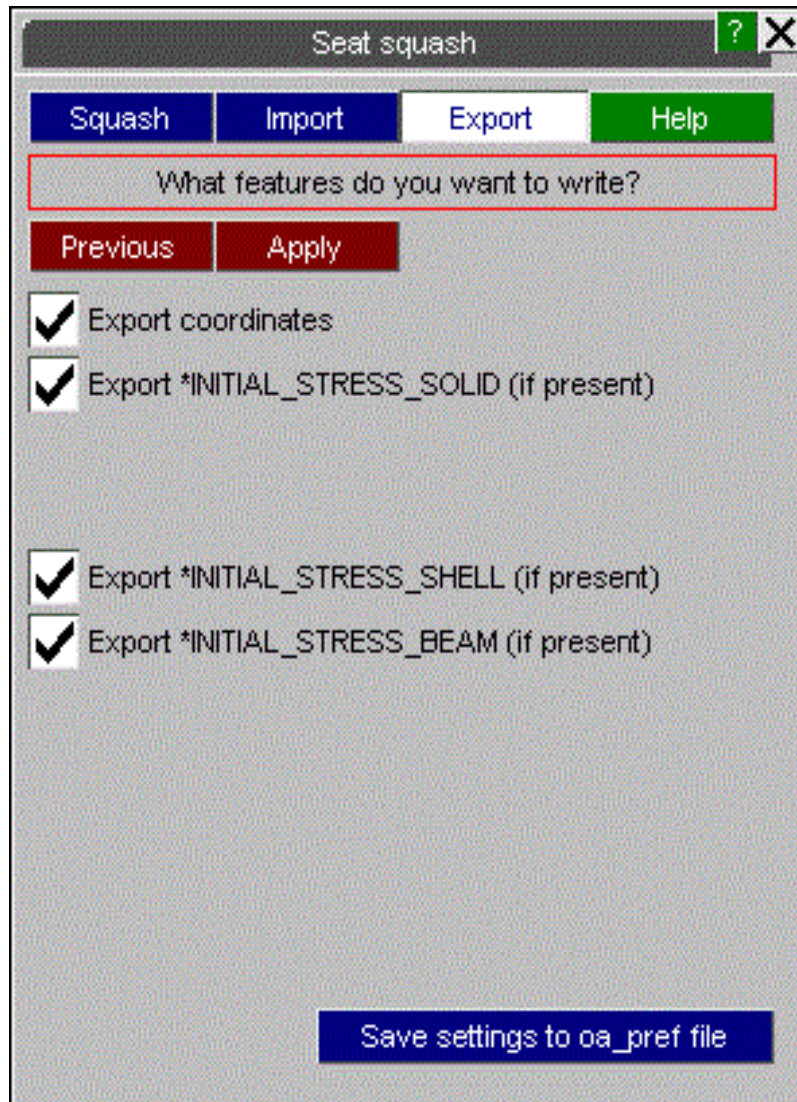 Seat squash ?
Squash Import Export Help
What features do you want to write?
Previous Apply
Export coordinates
Export *INITIAL_STRESS_SOLID (if present)
Export *INITIAL_STRESS_SHELL (if present)
Export *INITIAL_STRESS_BEAM (if present)
Save settings to oa_pref file